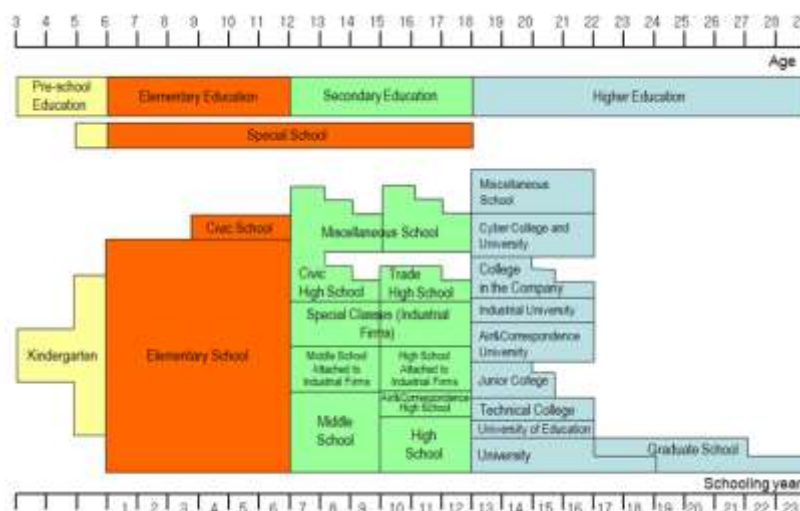 3 4 5 6 7 8 9 10 11 12 13 14 15 16 17 18 19 20 21 22 23 24 25 26 27 28
Age
Pre-school
Education
Elementary Education
Secondary Education
Higher Education
Special School
Miscellaneous
School
Civic School
Miscellaneous School
Cyber College and
University
Civic
High School
Trade
High School
College
in the Company
Special Classes (Industrial
Firms)
Industrial University
Kindergarten
Elementary School
Middle School
Attached to
Industrial Firms
High School
Attached to
Industrial Firms
Air&Correspondence
University
Junior College
Air&Correspondence
High School
Technical College
Middle
School
High
School
University of Education
University
Graduate School
Schooling year
1 2 3 4 5 6 7 8 9 10 11 12 13 14 15 16 17 18 19 20 21 22 23